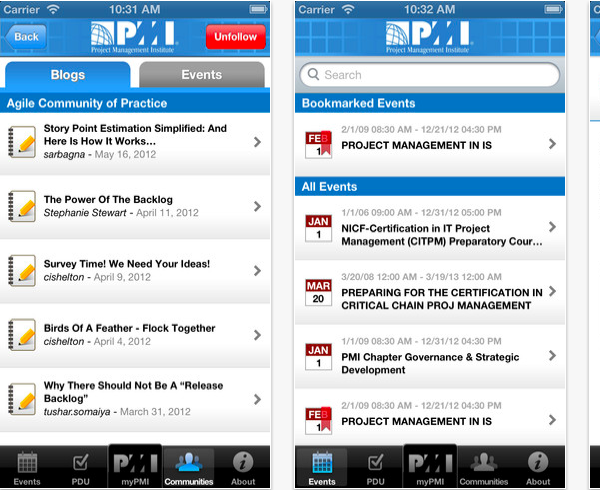 Carrier 10:31 AM
Back
PMI
Project Management Institute
Unfollow
Blogs Events
Agile Community of Practice
Story Point Estimation Simplified: And
Here Is How It Works...
sarbagna - May 16, 2012
The Power Of The Backlog
Stephanie Stewart - April 11, 2012
Survey Time! We Need Your Ideas!
cishelton - April 9, 2012
Birds Of A Feather - Flock Together
cishelton - April 4, 2012
Why There Should Not Be A “Release
Backlog”
tushar.somaiya - March 31, 2012
PMI
Events PDU myPMI Communities About
Carrier 10:32 AM
PMI
Project Management Institute
Search
Bookmarked Events
FEB
1
2/1/09 08:30 AM - 12/21/12 04:30 PM
PROJECT MANAGEMENT IN IS
All Events
JAN
1
1/1/06 09:00 AM - 12/31/12 05:00 PM
NICF-Certification in IT Project
Management (CITPM) Preparatory Cour...
MAR
20
3/20/08 12:00 AM - 3/19/13 12:00 AM
PREPARING FOR THE CERTIFICATION IN
CRITICAL CHAIN PROJ MANAGEMENT
JAN
1
1/1/09 08:30 AM - 12/31/12 04:30 PM
PMI Chapter Governance & Strategic
Development
FEB
1
2/1/09 08:30 AM - 12/21/12 04:30 PM
PROJECT MANAGEMENT IN IS
PMI
Events PDU myPMI Communities About